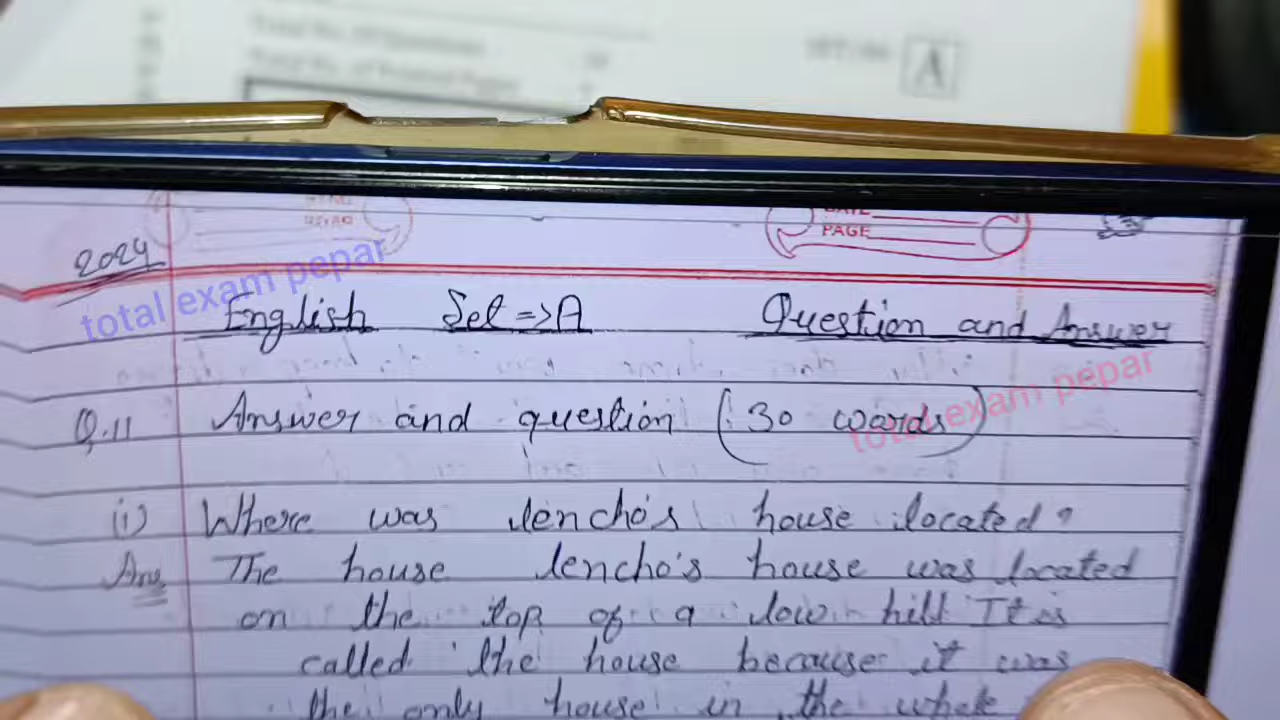 A
DATE
PAGE
2024
total exam pepar
English Set => A Question and Answer
total exam pepar
Q.11 Answer and question (30 words)
(i) Where was lencho's house located?
Ans The house lencho's house was located
on the top of a low hill It is
called the house because it was
the only house in the whole